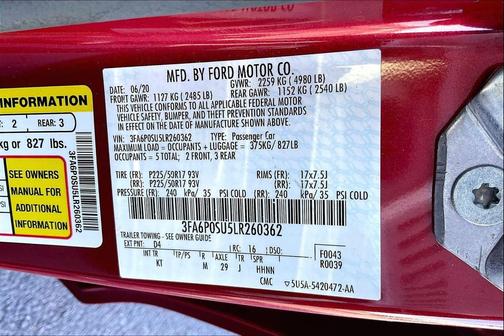 INFORMATION
2 REAR: 3
kg or 827 lbs.
SEE OWNERS
MANUAL FOR
ADDITIONAL
INFORMATION
3FA6P0SU5LR260362
MFD. BY FORD MOTOR CO.
06/20 GVWR: 2259 KG ( 4980 LB)
FRONT GAWR: 1127 KG ( 2485 LB) REAR GAWR: 1152 KG ( 2540 LB)
THIS VEHICLE CONFORMS TO ALL APPLICABLE FEDERAL MOTOR
VEHICLE SAFETY, BUMPER, AND THEFT PREVENTION STANDARDS
IN EFFECT ON THE DATE OF MANUFACTURE SHOWN ABOVE.
VIN: 3FA6P0SU5LR260362 TYPE: Passenger Car
MAXIMUM LOAD: OCCUPANTS + LUGGAGE = 375KG/ 827LB
OCCUPANTS: 5 TOTAL; 2 FRONT, 3 REAR
TIRE (FR): P225/50R17 93V RIMS (FR): 17x7.5J
TIRE (RR): P225/50R17 93V RIMS (RR): 17x7.5J
PRESSURE (FR): 240 kPa/ 35 PSI COLD (RR): 240 kPa/ 35 PSI COLD
3FA6P0SU5LR260362
TRAILER TOWING - SEE OWNER GUIDE
EXT PNT: D4 RC: 16 DSO: F0043
R0039
INT TR TP/PS R AXLE TR SPR
KT M 29 J HHNN
CMC 5U5A-5420472-AA